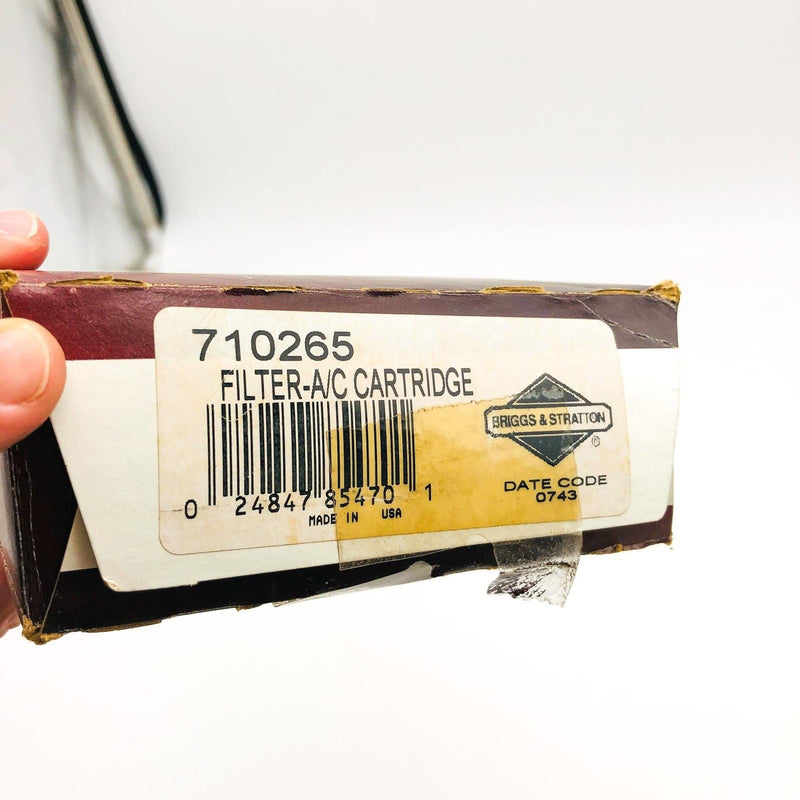 710265
FILTER-A/C CARTRIDGE
BRIGGS & STRATTON
®
0 24847 85470 1
MADE IN USA
DATE CODE
0743